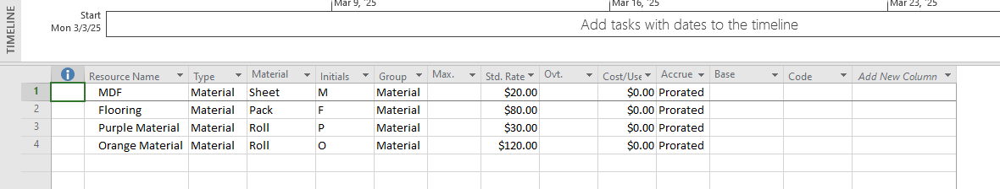 Mar 9, '25 Mar 16, '25 Mar 23, '25
TIMELINE
Start
Mon 3/3/25
Add tasks with dates to the timeline
Resource Name Type Material Initials Group Max. Std. Rate Ovt. Cost/Use Accrue Base Code Add New Column
1 MDF Material Sheet M Material $20.00 $0.00 Prorated
2 Flooring Material Pack F Material $80.00 $0.00 Prorated
3 Purple Material Material Roll P Material $30.00 $0.00 Prorated
4 Orange Material Material Roll O Material $120.00 $0.00 Prorated